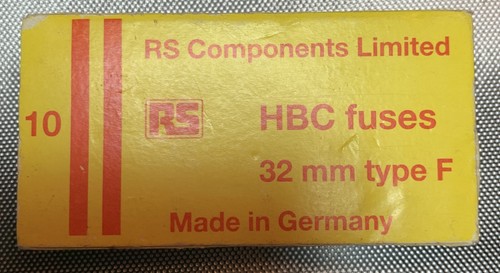 RS Components Limited
10
RS
HBC fuses
32 mm type F
Made in Germany